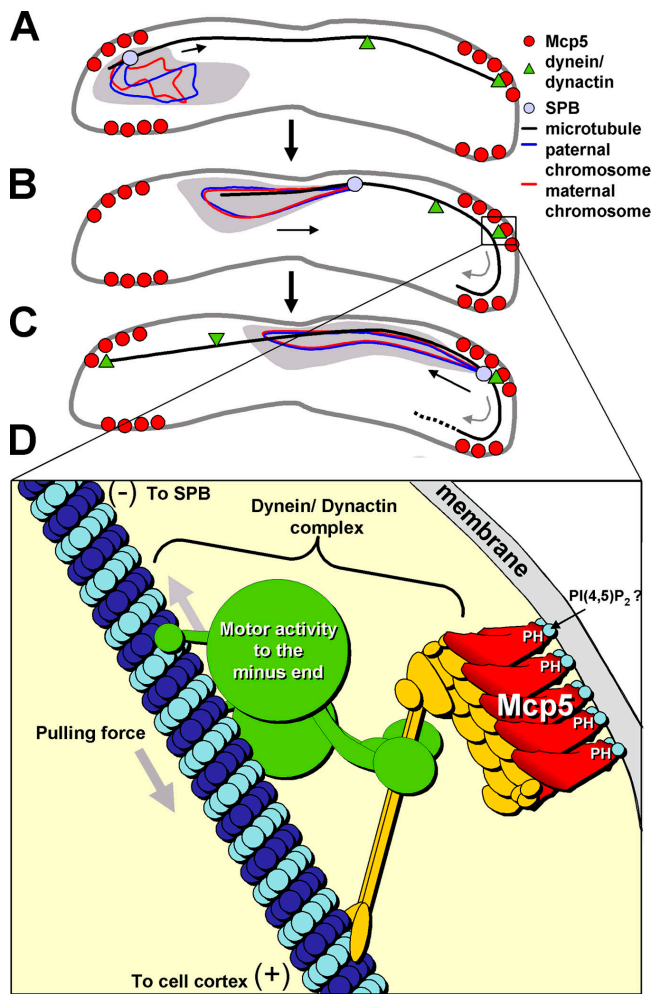 A
Mcp5
dynein/
dynactin
SPB
microtubule
paternal
chromosome
maternal
chromosome
B
C
D
(-) To SPB
Dynein/ Dynactin
complex
membrane
PI(4,5)P2 ?
Motor activity
to the
minus end
PH
PH
PH
PH
PH
Mcp5
Pulling force
To cell cortex (+)